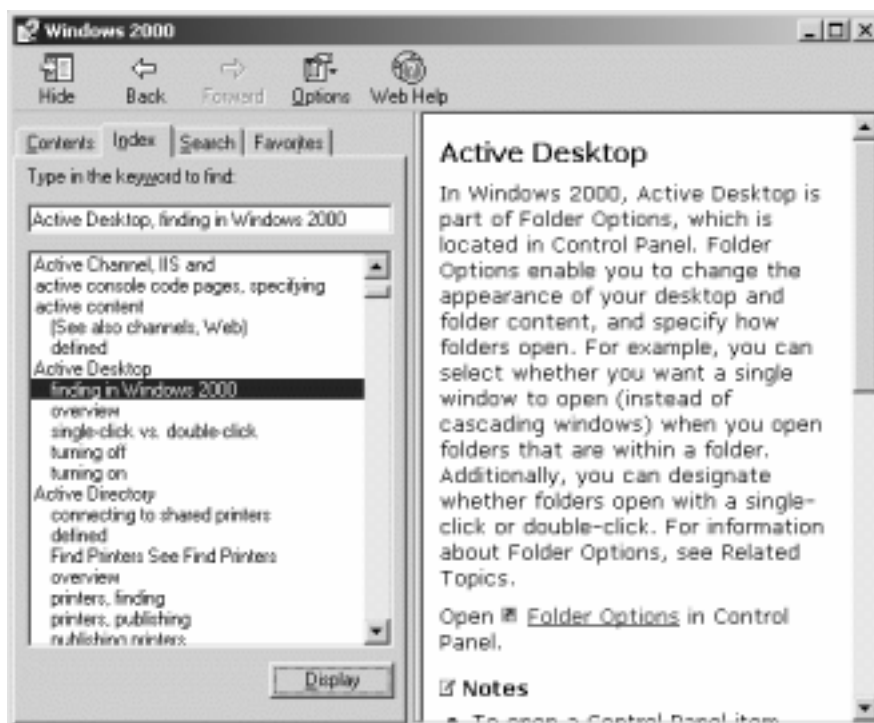 Windows 2000
Hide Back Forward Options Web Help
Contents Index Search Favorites
Type in the keyword to find:
Active Desktop, finding in Windows 2000
Active Channel, IIS and
active console code pages, specifying
active content
(See also channels, Web)
defined
Active Desktop
finding in Windows 2000
overview
single-click vs. double-click
turning off
turning on
Active Directory
connecting to shared printers
defined
Find Printers See Find Printers
overview
printers, finding
printers, publishing
publishing printers
Display
Active Desktop
In Windows 2000, Active Desktop is
part of Folder Options, which is
located in Control Panel. Folder
Options enable you to change the
appearance of your desktop and
folder content, and specify how
folders open. For example, you can
select whether you want a single
window to open (instead of
cascading windows) when you open
folders that are within a folder.
Additionally, you can designate
whether folders open with a single-
click or double-click. For information
about Folder Options, see Related
Topics.
Open Folder Options in Control
Panel.
Notes
To open a Control Panel item